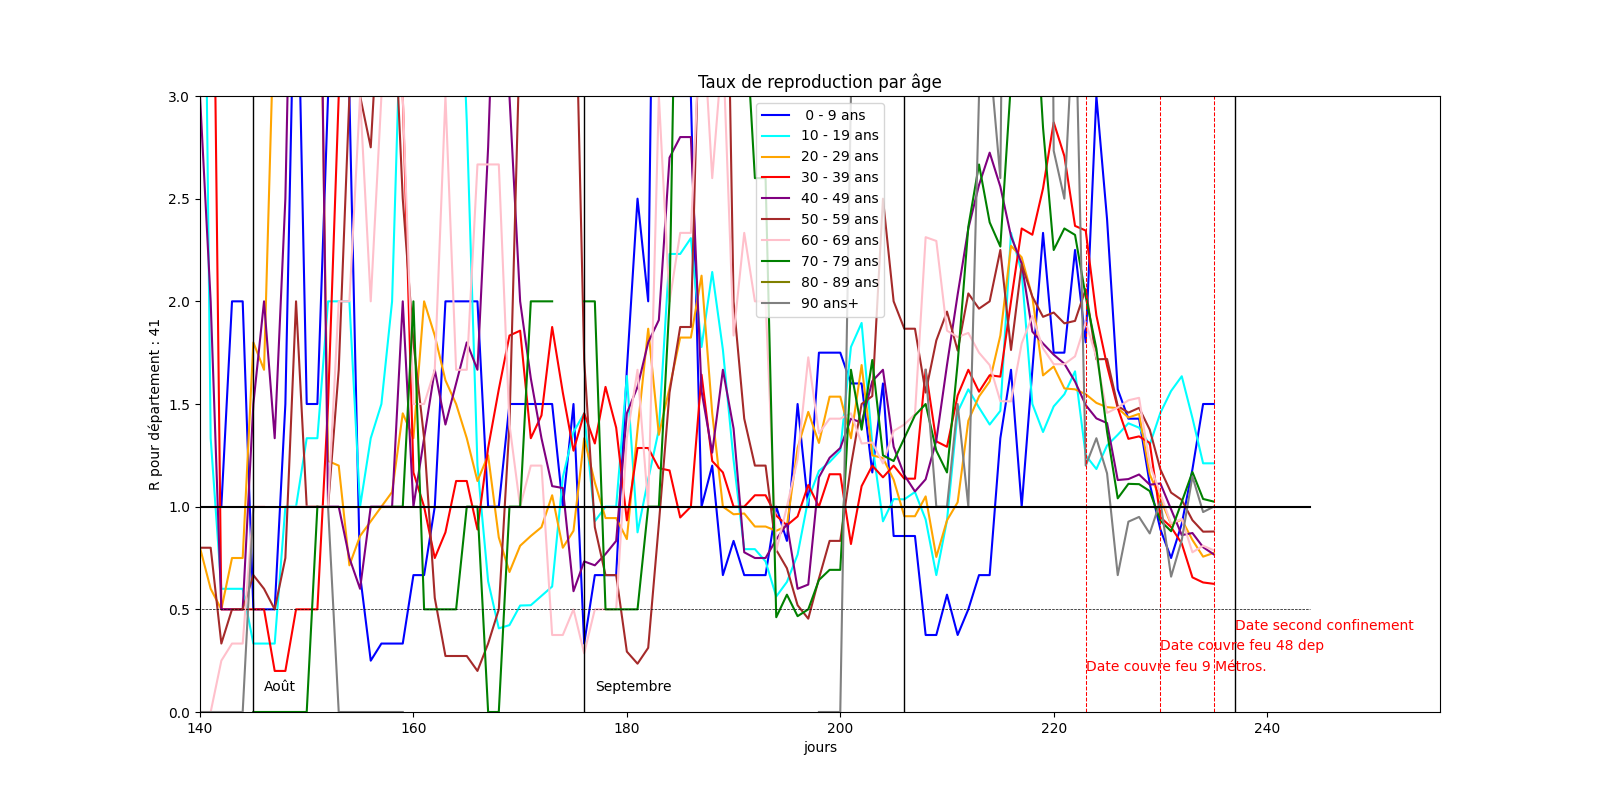 Taux de reproduction par âge
R pour département : 41
3.0
2.5
2.0
1.5
1.0
0.5
0.0
0 - 9 ans
10 - 19 ans
20 - 29 ans
30 - 39 ans
40 - 49 ans
50 - 59 ans
60 - 69 ans
70 - 79 ans
80 - 89 ans
90 ans+
Date second confinement
Date couvre feu 48 dep
Date couvre feu 9 Métros.
Août
Septembre
140
160
180
200
220
240
jours